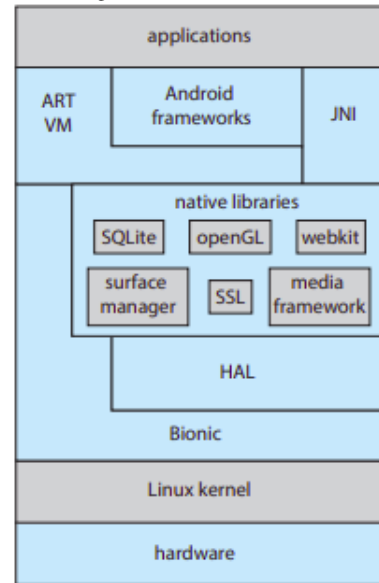 applications
ART
VM
Android
frameworks
JNI
native libraries
SQLite
openGL
webkit
surface
manager
SSL
media
framework
HAL
Bionic
Linux kernel
hardware